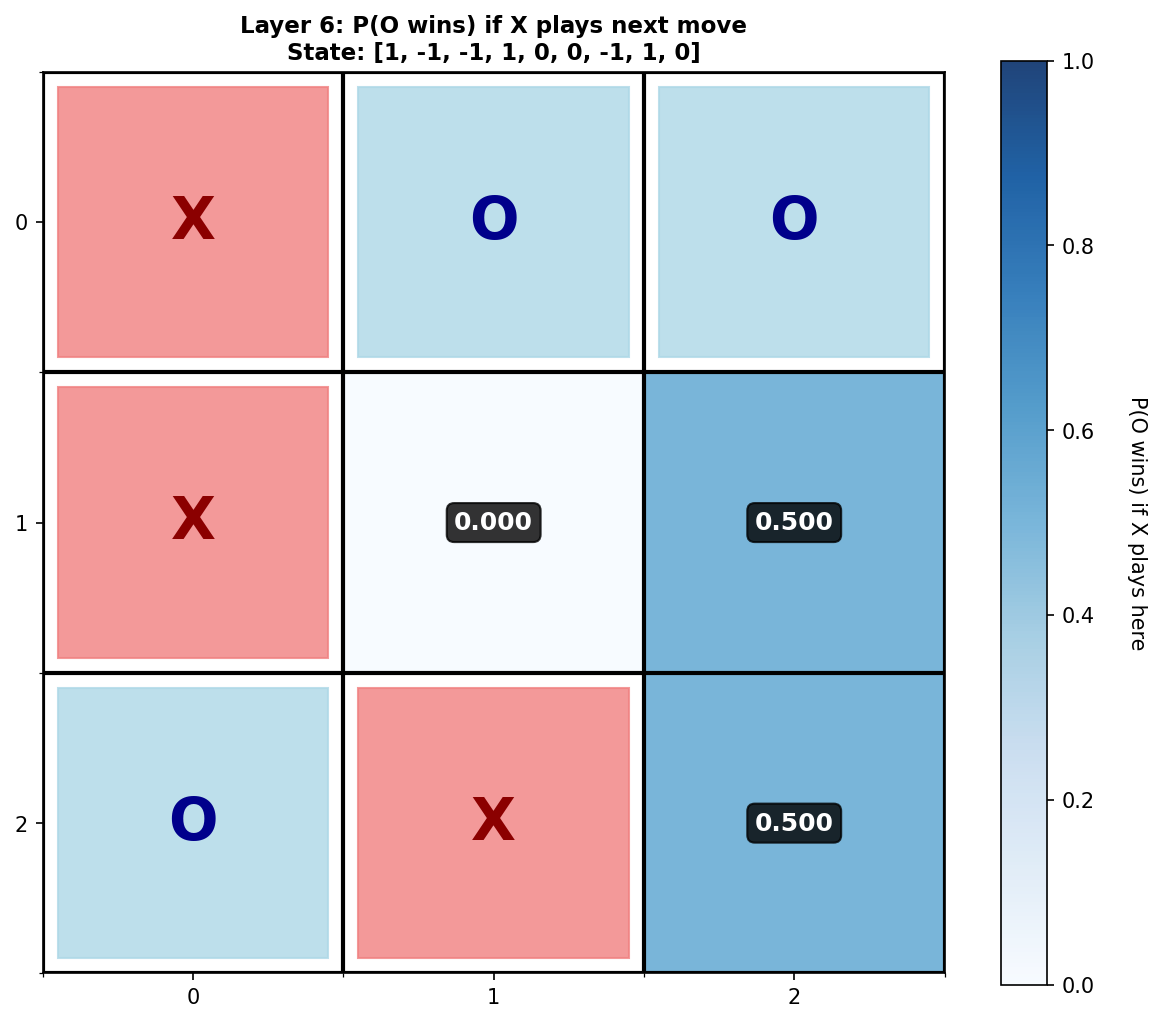 Layer 6: P(O wins) if X plays next move
State: [1, -1, -1, 1, 0, 0, -1, 1, 0]
X O O
X 0.000 0.500
O X 0.500
0
1
2
0 1 2
1.0
0.8
0.6
0.4
0.2
0.0
P(O wins) if X plays here